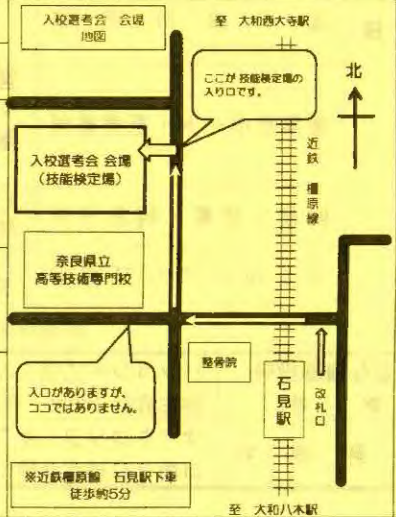 入校選考会 会場
地図
至 大和西大寺駅
ここが 技能検定場の
入り口です。
北
入校選考会 会場
(技能検定場)
近鉄 橿原線
奈良県立
高等技術専門校
整骨院
石見駅
改札口
入口がありますが、
ココではありません。
※近鉄橿原線 石見駅下車
徒歩約5分
至 大和八木駅